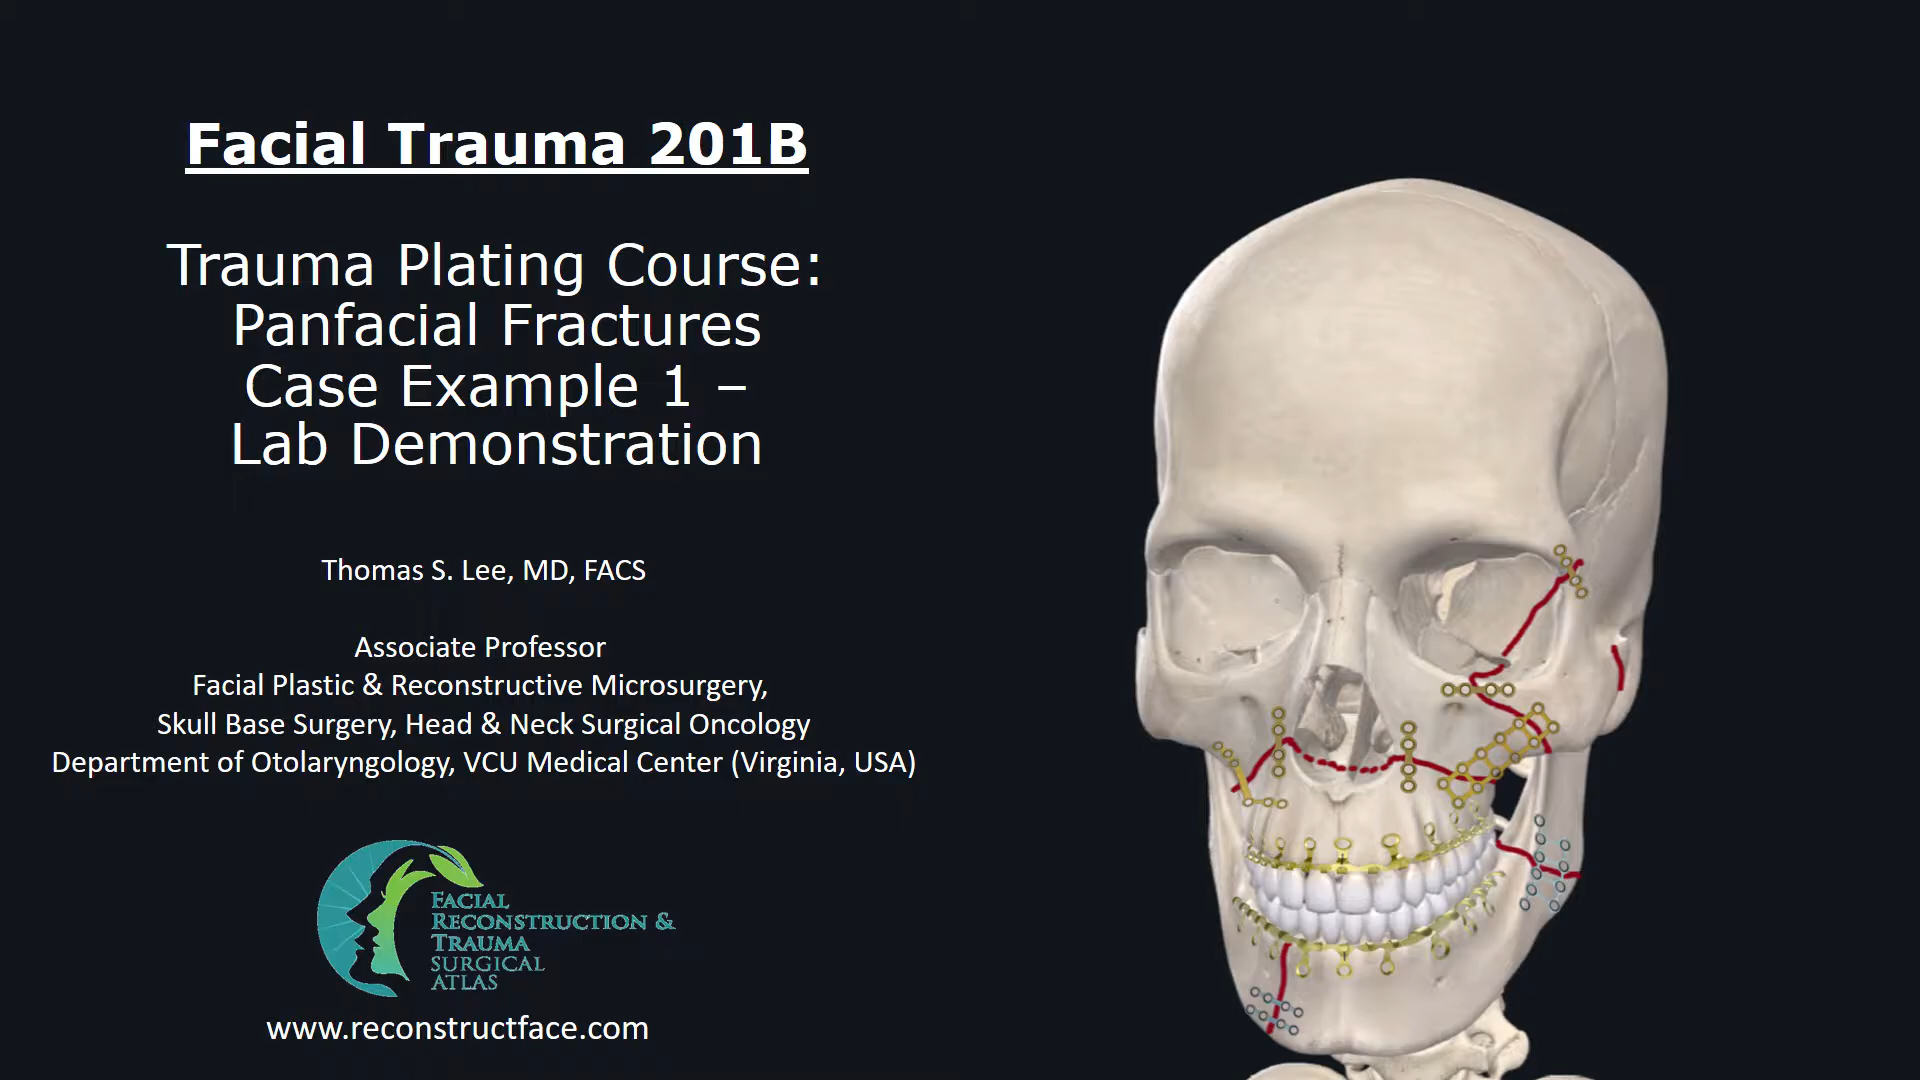 Facial Trauma 201B
Trauma Plating Course:
Panfacial Fractures
Case Example 1 –
Lab Demonstration
Thomas S. Lee, MD, FACS
Associate Professor
Facial Plastic & Reconstructive Microsurgery,
Skull Base Surgery, Head & Neck Surgical Oncology
Department of Otolaryngology, VCU Medical Center (Virginia, USA)
FACIAL
RECONSTRUCTION &
TRAUMA
SURGICAL
ATLAS
www.reconstructface.com